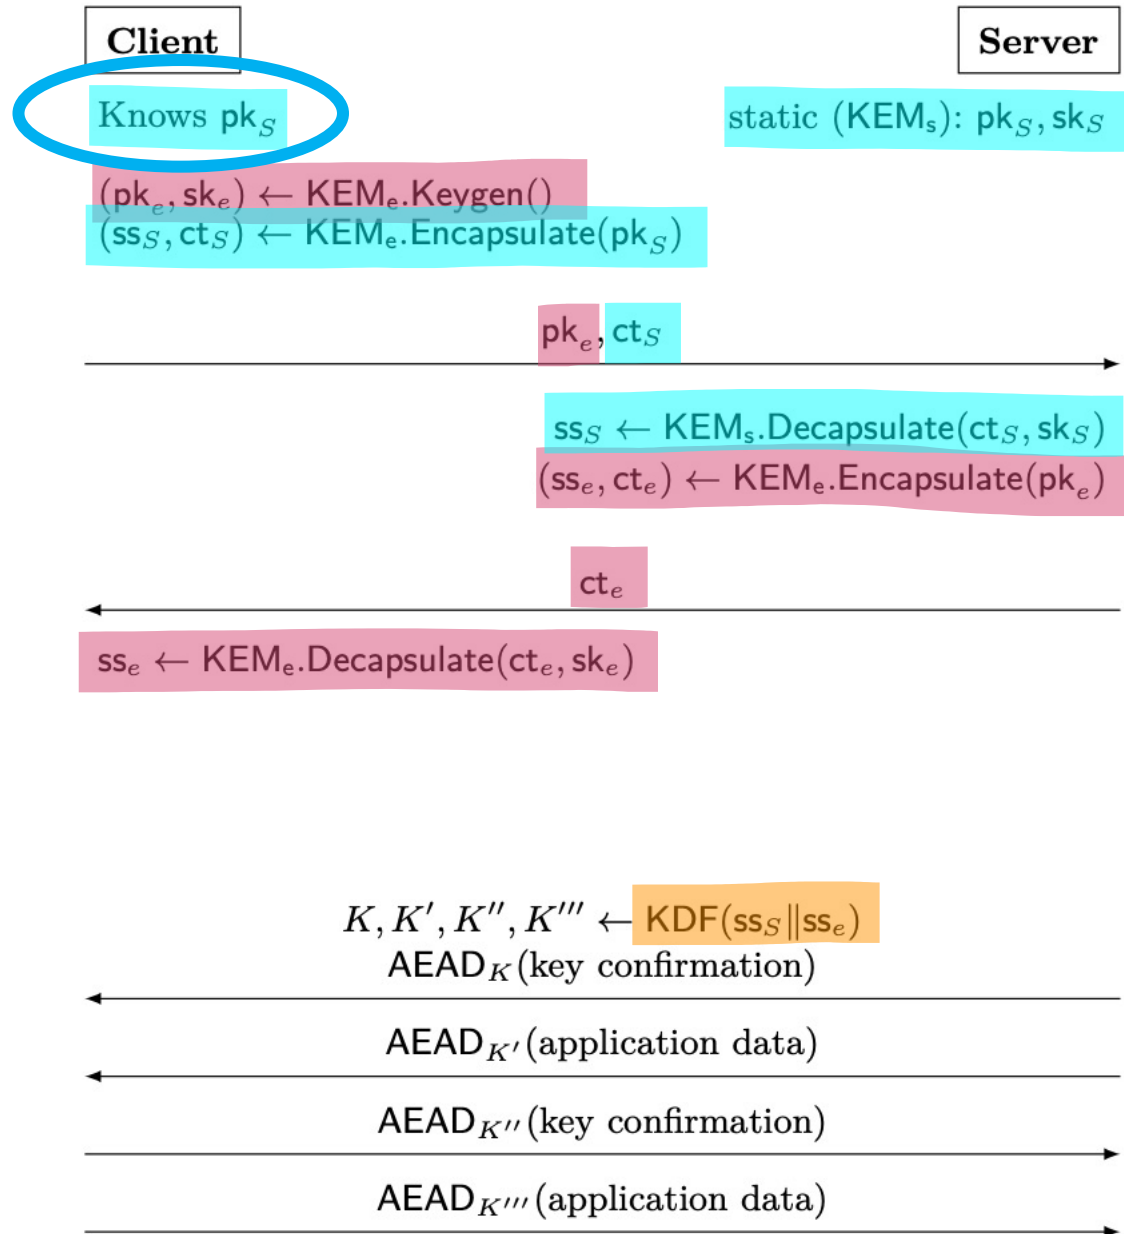 Client
Server
Knows pk_S
static (KEM_s): pk_S, sk_S
(pk_e, sk_e) ← KEM_e.Keygen()
(ss_S, ct_S) ← KEM_e.Encapsulate(pk_S)
pk_e, ct_S
ss_S ← KEM_s.Decapsulate(ct_S, sk_S)
(ss_e, ct_e) ← KEM_e.Encapsulate(pk_e)
ct_e
ss_e ← KEM_e.Decapsulate(ct_e, sk_e)
K, K′, K″, K‴ ← KDF(ss_S‖ss_e)
AEAD_K(key confirmation)
AEAD_K′(application data)
AEAD_K″(key confirmation)
AEAD_K‴(application data)